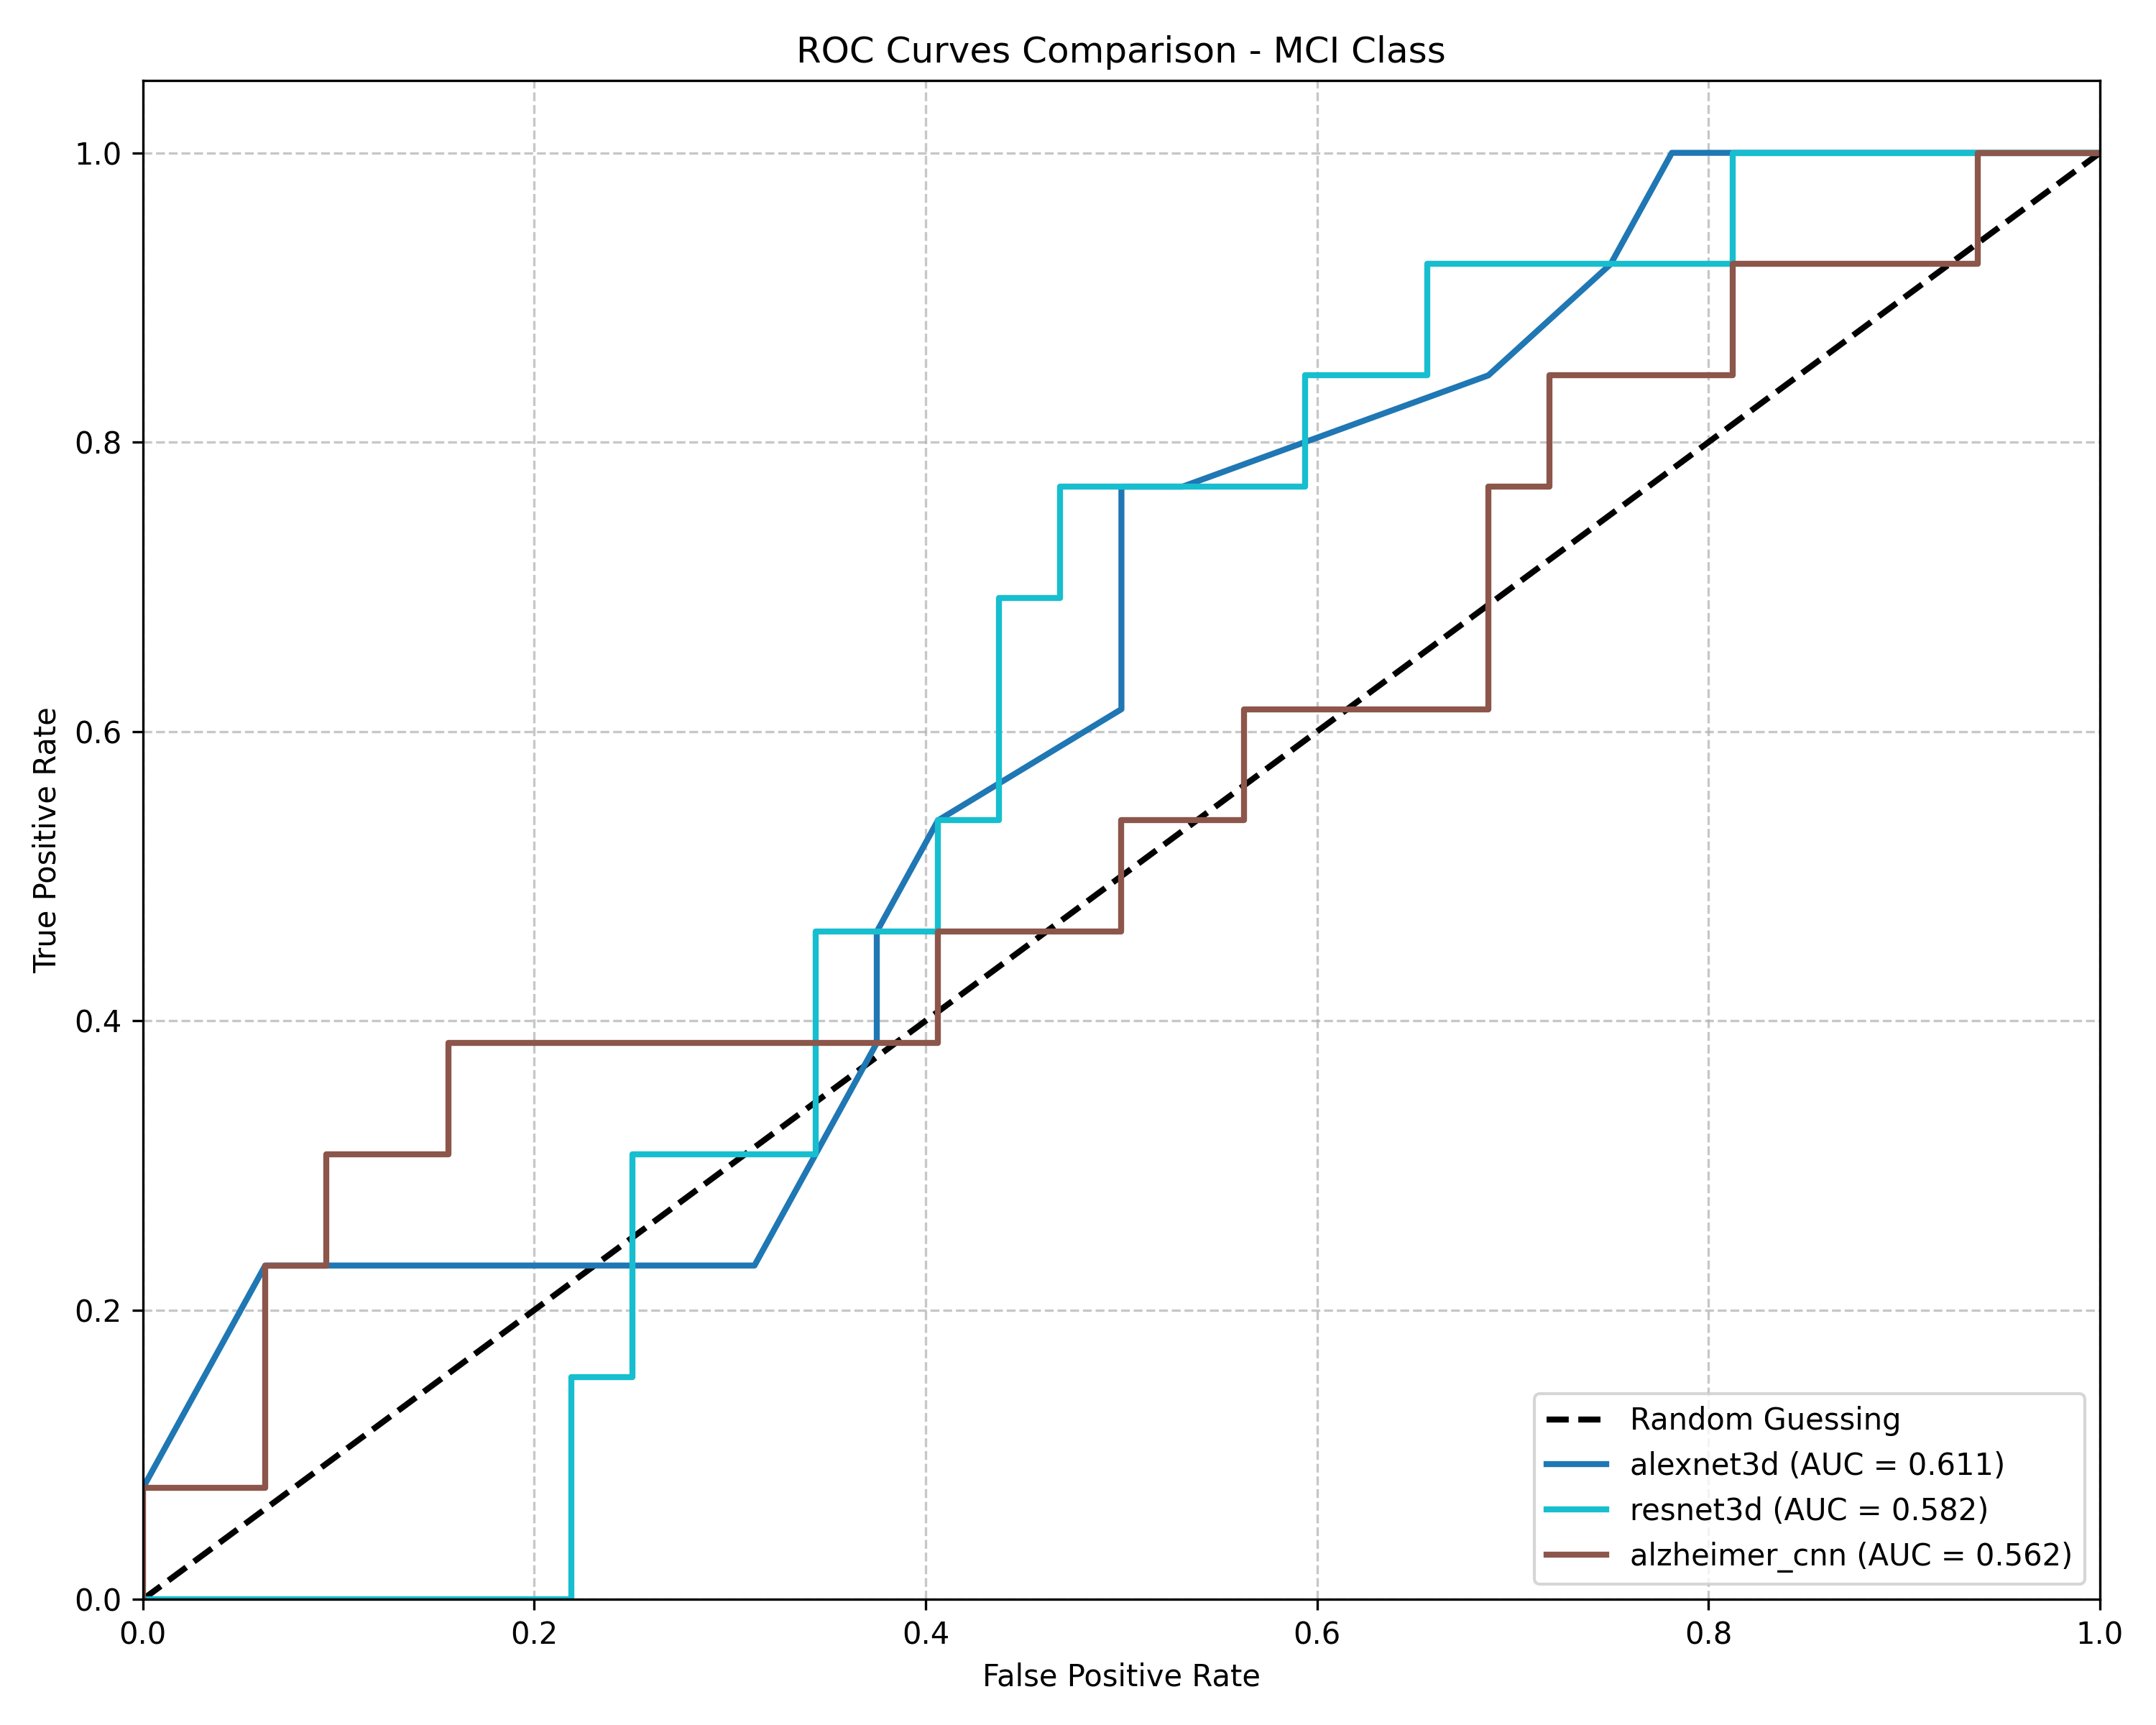 ROC Curves Comparison - MCI Class
True Positive Rate
1.0
0.8
0.6
0.4
0.2
0.0
0.0 0.2 0.4 0.6 0.8 1.0
False Positive Rate
Random Guessing
alexnet3d (AUC = 0.611)
resnet3d (AUC = 0.582)
alzheimer_cnn (AUC = 0.562)